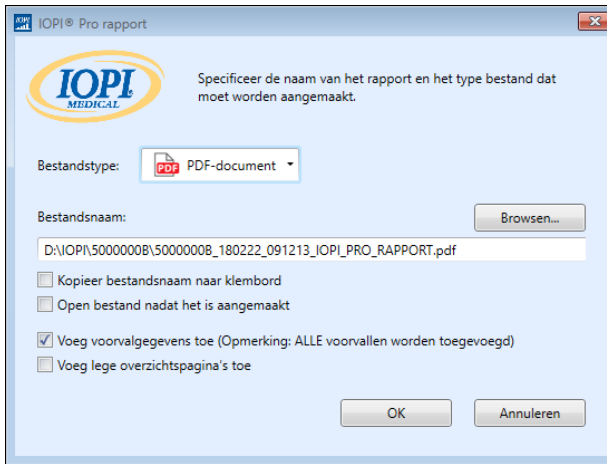 IOPI® Pro rapport
IOPI
MEDICAL
Specificeer de naam van het rapport en het type bestand dat
moet worden aangemaakt.
Bestandstype:
PDF
PDF-document
Bestandsnaam:
Browsen...
D:\IOPI\5000000B\5000000B_180222_091213_IOPI_PRO_RAPPORT.pdf
Kopieer bestandsnaam naar klembord
Open bestand nadat het is aangemaakt
Voeg voorvalgegevens toe (Opmerking: ALLE voorvallen worden toegevoegd)
Voeg lege overzichtspagina's toe
OK
Annuleren